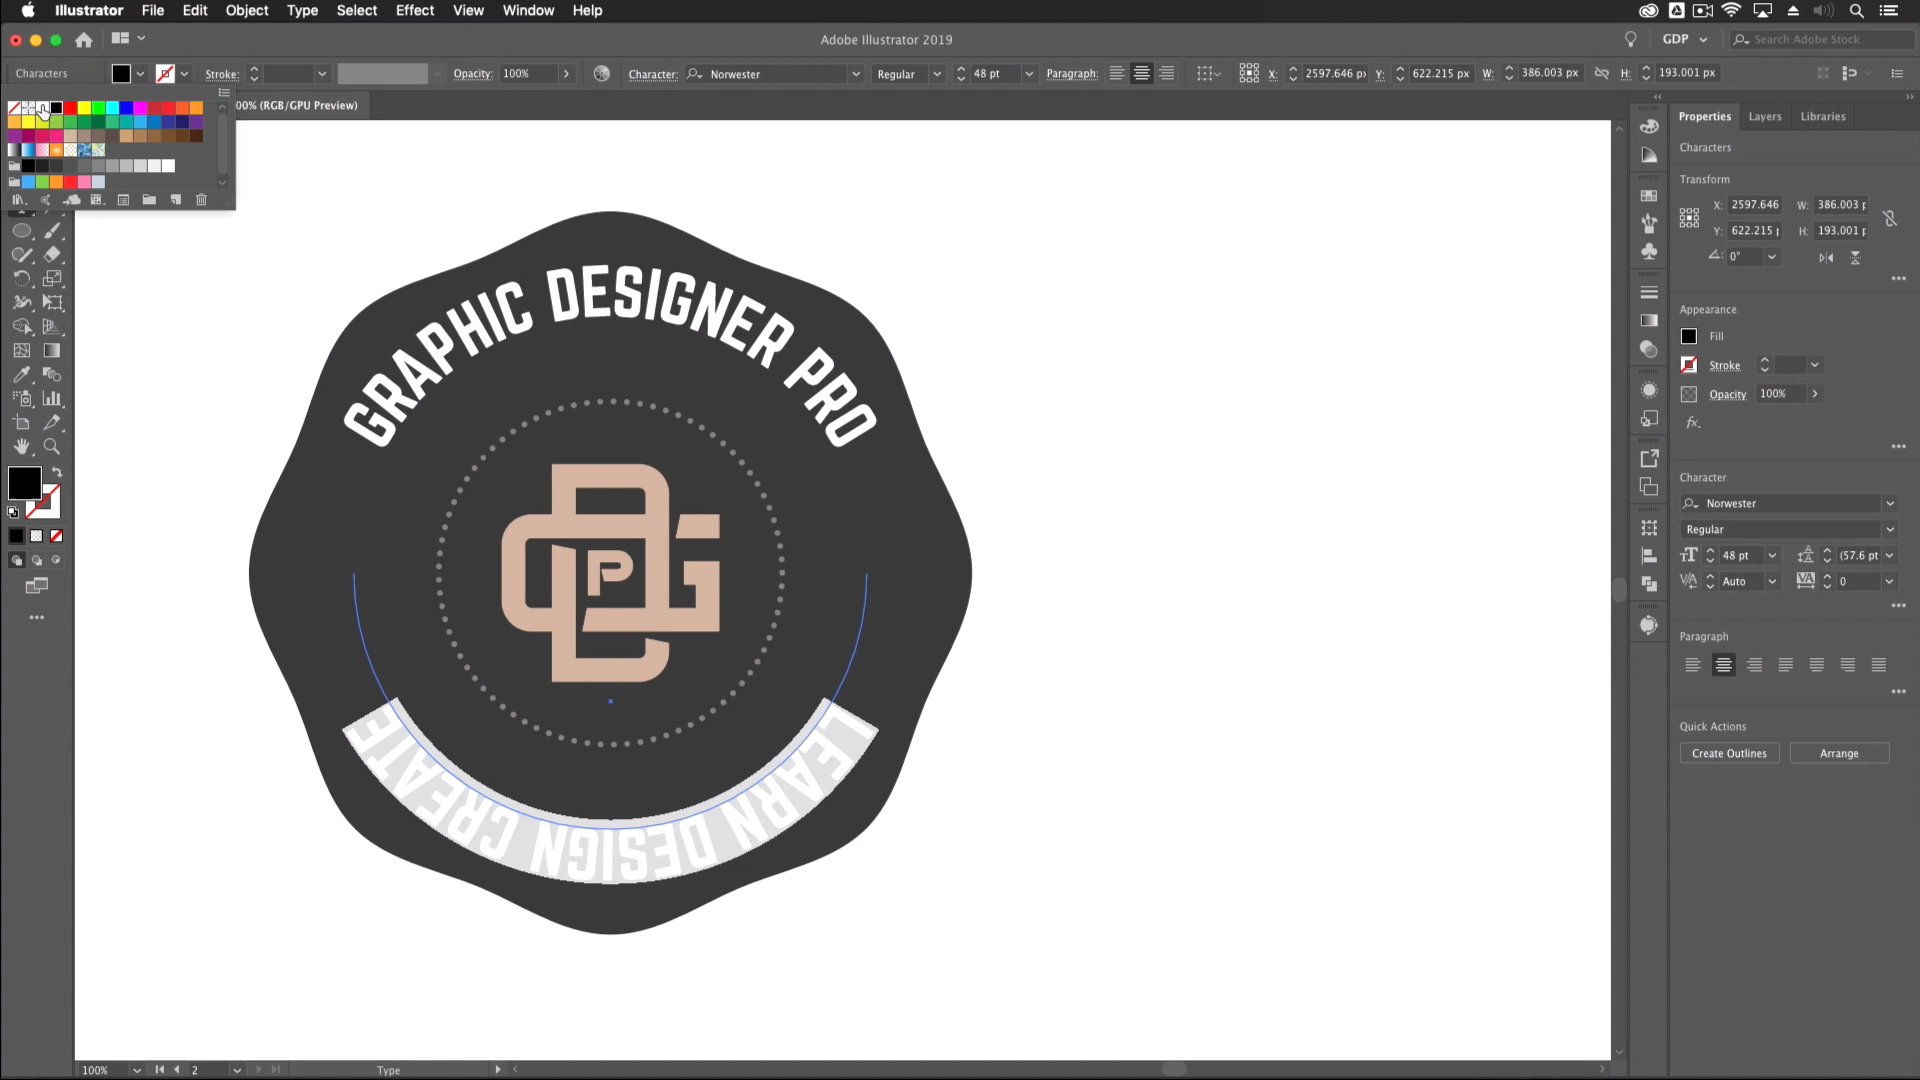 Illustrator File Edit Object Type Select Effect View Window Help
Adobe Illustrator 2019
GDP
Search Adobe Stock
Characters
Stroke:
Opacity: 100%
Character: Norwester
Regular
48 pt
Paragraph:
X: 2597.646 px
Y: 622.215 px
W: 386.003 px
H: 193.001 px
00% (RGB/GPU Preview)
GRAPHIC DESIGNER PRO
P
LEARN DESIGN CREATE
Properties Layers Libraries
Characters
Transform
X: 2597.646 W: 386.003 p
Y: 622.215 p H: 193.001 p
0°
Appearance
Fill
Stroke
Opacity 100%
fx.
Character
Norwester
Regular
48 pt (57.6 pt
Auto 0
Paragraph
Quick Actions
Create Outlines Arrange
100% 2 Type